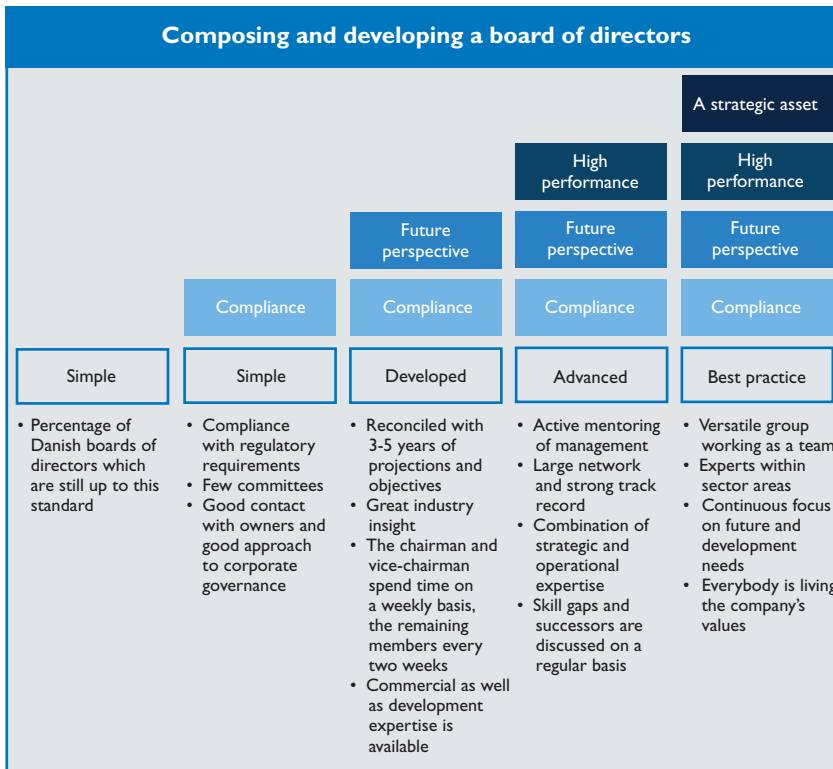 Composing and developing a board of directors
A strategic asset
High
performance
High
performance
Future
perspective
Future
perspective
Future
perspective
Compliance
Compliance
Compliance
Compliance
Simple
Simple
Developed
Advanced
Best practice
• Percentage of
Danish boards of
directors which
are still up to this
standard
• Compliance
with regulatory
requirements
• Few committees
• Good contact
with owners and
good approach
to corporate
governance
• Reconciled with
3-5 years of
projections and
objectives
• Great industry
insight
• The chairman and
vice-chairman
spend time on
a weekly basis,
the remaining
members every
two weeks
• Commercial as well
as development
expertise is
available
• Active mentoring
of management
• Large network
and strong track
record
• Combination of
strategic and
operational
expertise
• Skill gaps and
successors are
discussed on a
regular basis
• Versatile group
working as a team
• Experts within
sector areas
• Continuous focus
on future and
development
needs
• Everybody is living
the company's
values